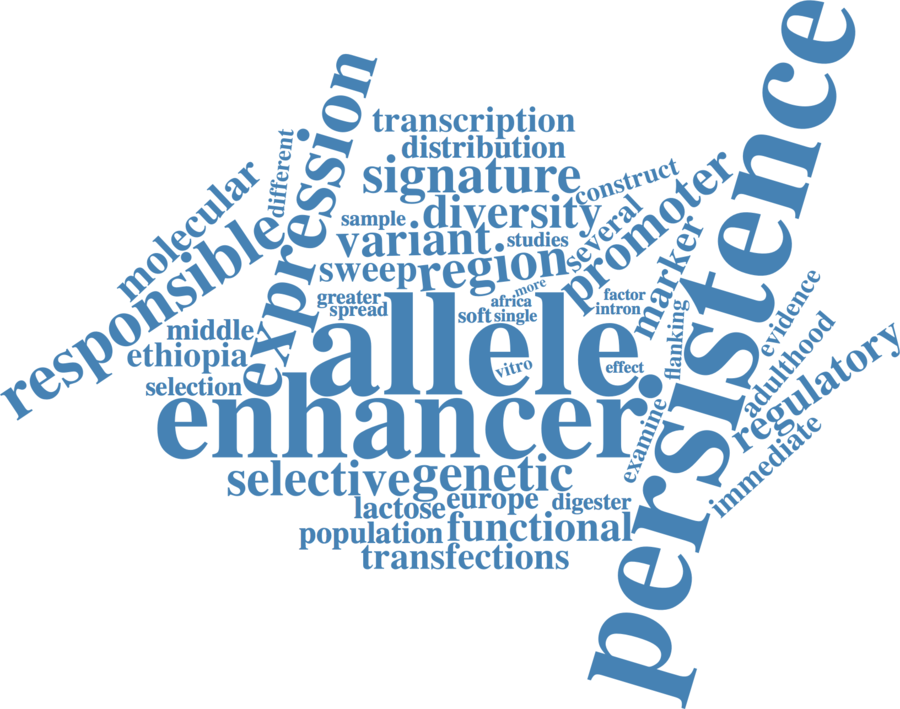 persistence
expression
transcription
distribution
different
molecular
signature
construct
promoter
sample
diversity
several
responsible
variant
studies
sweep
region
marker
more
greater
africa
factor
spread
soft
single
intron
evidence
middle
allele
flanking
adulthood
ethiopia
vitro
effect
regulatory
selection
enhancer
examine
immediate
selective
genetic
lactose
europe
digester
population
functional
transfections